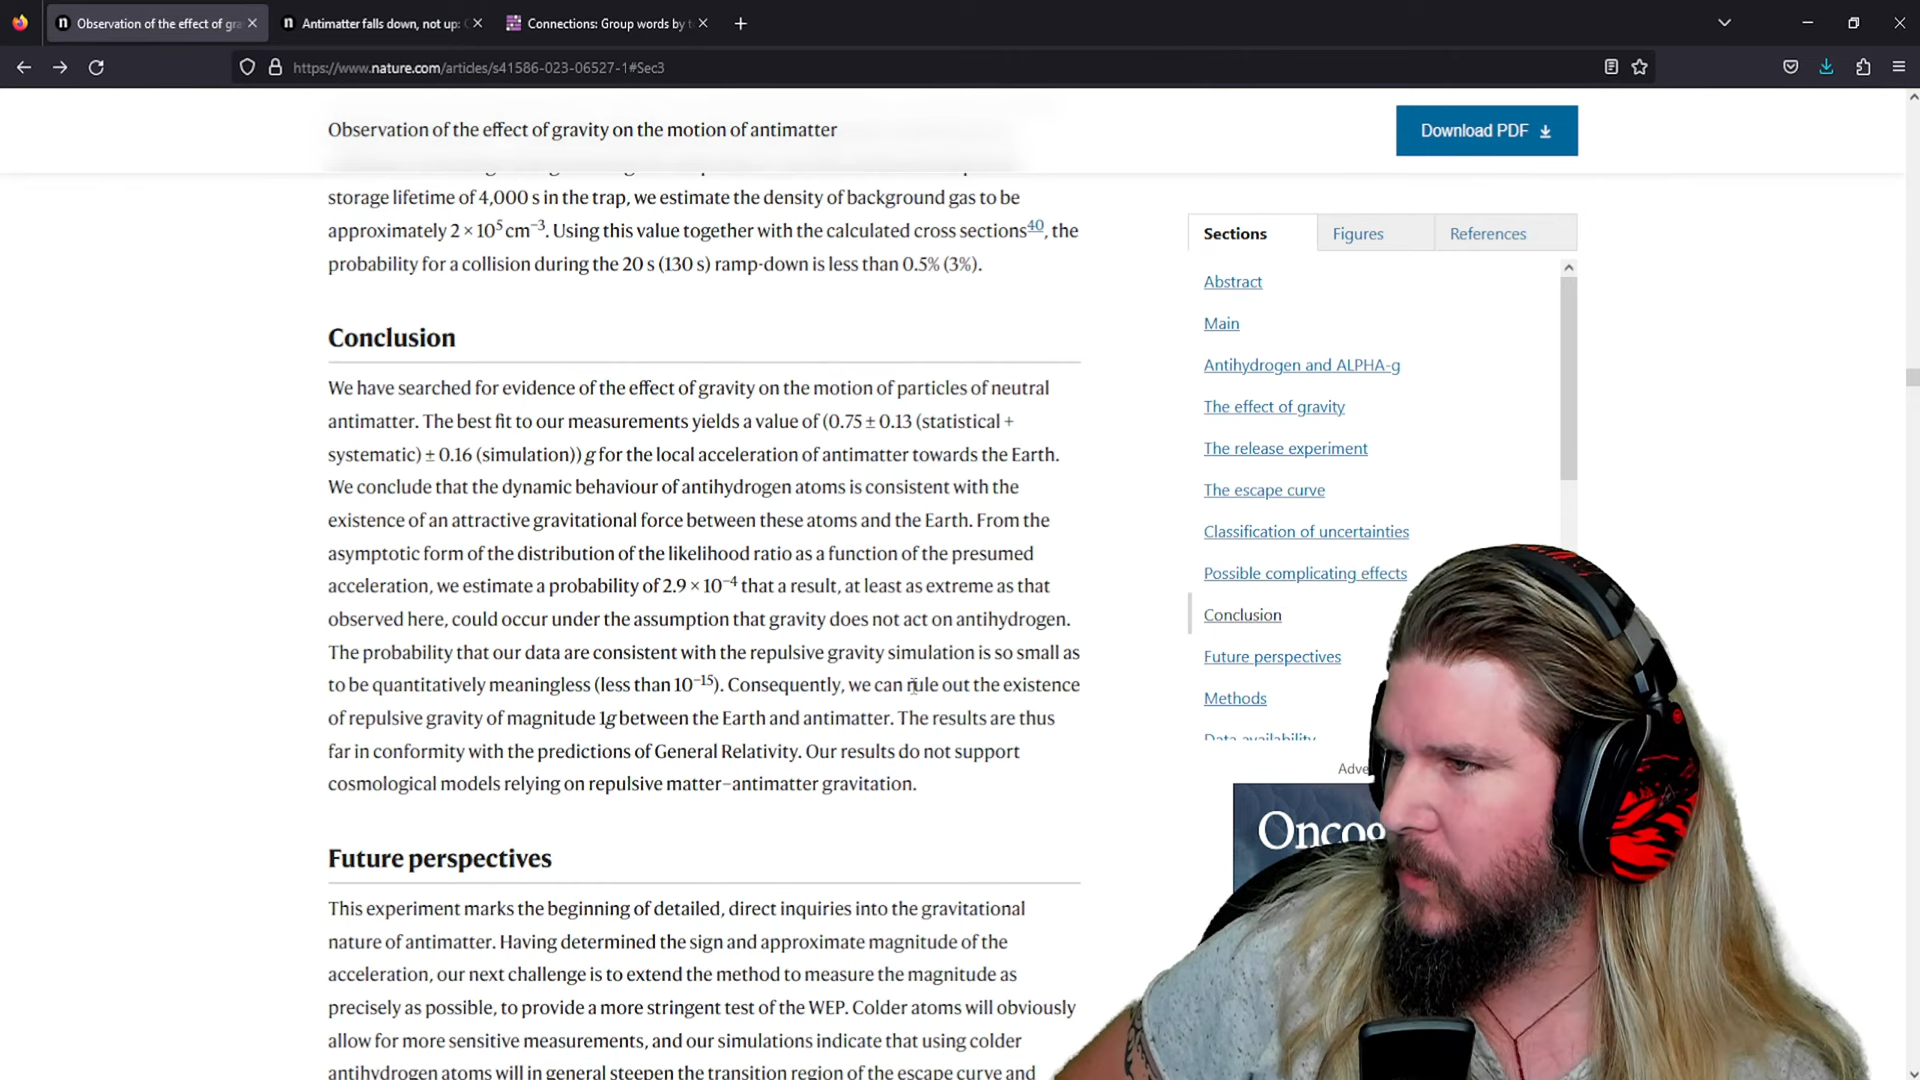 Observation of the effect of gr
Antimatter falls down, not up:
Connections: Group words by t
https://www.nature.com/articles/s41586-023-06527-1#Sec3
Observation of the effect of gravity on the motion of antimatter
Download PDF
storage lifetime of 4,000 s in the trap, we estimate the density of background gas to be
approximately 2 × 10⁵ cm⁻³. Using this value together with the calculated cross sections⁴⁰, the
probability for a collision during the 20 s (130 s) ramp-down is less than 0.5% (3%).
Conclusion
We have searched for evidence of the effect of gravity on the motion of particles of neutral
antimatter. The best fit to our measurements yields a value of (0.75 ± 0.13 (statistical +
systematic) ± 0.16 (simulation)) g for the local acceleration of antimatter towards the Earth.
We conclude that the dynamic behaviour of antihydrogen atoms is consistent with the
existence of an attractive gravitational force between these atoms and the Earth. From the
asymptotic form of the distribution of the likelihood ratio as a function of the presumed
acceleration, we estimate a probability of 2.9 × 10⁻⁴ that a result, at least as extreme as that
observed here, could occur under the assumption that gravity does not act on antihydrogen.
The probability that our data are consistent with the repulsive gravity simulation is so small as
to be quantitatively meaningless (less than 10⁻¹⁵). Consequently, we can rule out the existence
of repulsive gravity of magnitude 1g between the Earth and antimatter. The results are thus
far in conformity with the predictions of General Relativity. Our results do not support
cosmological models relying on repulsive matter–antimatter gravitation.
Future perspectives
This experiment marks the beginning of detailed, direct inquiries into the gravitational
nature of antimatter. Having determined the sign and approximate magnitude of the
acceleration, our next challenge is to extend the method to measure the magnitude as
precisely as possible, to provide a more stringent test of the WEP. Colder atoms will obviously
allow for more sensitive measurements, and our simulations indicate that using colder
antihydrogen atoms will in general steepen the transition region of the escape curve and
Sections
Figures
References
Abstract
Main
Antihydrogen and ALPHA-g
The effect of gravity
The release experiment
The escape curve
Classification of uncertainties
Possible complicating effects
Conclusion
Future perspectives
Methods
Data availability
Adve
Oncog